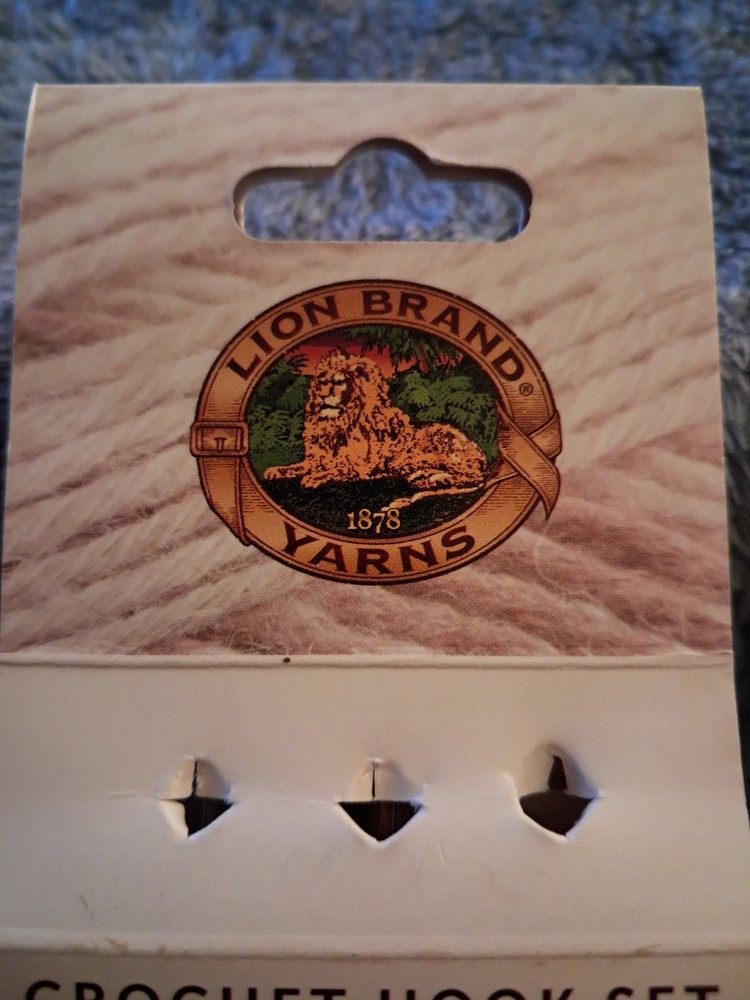 LION BRAND®
1878
YARNS
CROCHET HOOK SET